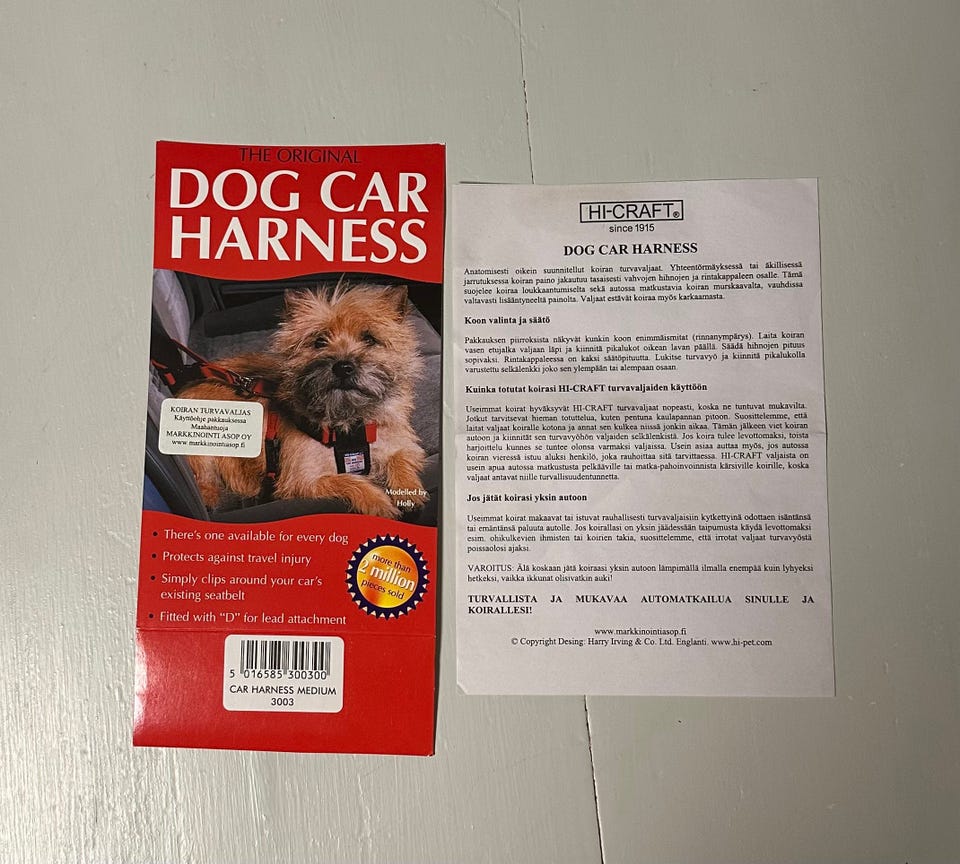 THE ORIGINAL
DOG CAR
HARNESS
KOIRAN TURVAVALJAS
Käyttöohje pakkauksessa
Maahantuoja
MARKKINOINTI ASOP OY
www.markkinointiasop.fi
Modelled by
Holly
• There's one available for every dog
• Protects against travel injury
• Simply clips around your car's
existing seatbelt
• Fitted with “D” for lead attachment
more than
2 million
pieces sold
5 016585 300300
CAR HARNESS MEDIUM
3003
HI-CRAFT®
since 1915
DOG CAR HARNESS
Anatomisesti oikein suunnitellut koiran turvavaljaat. Yhteentörmäyksessä tai äkillisessä
jarrutuksessa koiran paino jakautuu tasaisesti vahvojen hihnojen ja rintakappaleen osalle. Tämä
suojelee koiraa loukkaantumiselta sekä autossa matkustavia koiran murskaavalta, vauhdissa
valtavasti lisääntyneeltä painolta. Valjaat estävät koiraa myös karkaamasta.
Koon valinta ja säätö
Pakkauksen piirroksista näkyvät kunkin koon enimmäismitat (rinnanympärys). Laita koiran
vasen etujalka valjaan läpi ja kiinnitä pikalukot oikean lavan päällä. Säädä hihnojen pituus
sopivaksi. Rintakappaleessa on kaksi säätöpituutta. Lukitse turvavyö ja kiinnitä pikalukolla
varustettu selkälenkki joko sen ylempään tai alempaan osaan.
Kuinka totutat koirasi HI-CRAFT turvavaljaiden käyttöön
Useimmat koirat hyväksyvät HI-CRAFT turvavaljaat nopeasti, koska ne tuntuvat mukavilta.
Jotkut tarvitsevat hieman totuttelua, kuten pentuna kaulapannan pitoon. Suosittelemme, että
laitat valjaat koiralle kotona ja annat sen kulkea niissä jonkin aikaa. Tämän jälkeen viet koiran
autoon ja kiinnität sen turvavyöhön valjaiden selkälenkistä. Jos koira tulee levottomaksi, toista
harjoittelu kunnes se tuntee olonsa varmaksi valjaissa. Usein asiaa auttaa myös, jos autossa
koiran vieressä istuu aluksi henkilö, joka rauhoittaa sitä tarvittaessa. HI-CRAFT valjaista on
usein apua autossa matkustusta pelkääville tai matka-pahoinvoinnista kärsiville koirille, koska
valjaat antavat niille turvallisuudentunnetta.
Jos jätät koirasi yksin autoon
Useimmat koirat makaavat tai istuvat rauhallisesti turvavaljaisiin kytkettyinä odottaen isäntänsä
tai emäntänsä paluuta autolle. Jos koirallasi on yksin jäädessään taipumusta käydä levottomaksi
esim. ohikulkevien ihmisten tai koirien takia, suosittelemme, että irrotat valjaat turvavyöstä
poissaolosi ajaksi.
VAROITUS: Älä koskaan jätä koiraasi yksin autoon lämpimällä ilmalla enempää kuin lyhyeksi
hetkeksi, vaikka ikkunat olisivatkin auki!
TURVALLISTA JA MUKAVAA AUTOMATKAILUA SINULLE JA
KOIRALLESI!
www.markkinointiasop.fi
© Copyright Desing: Harry Irving & Co. Ltd. Englanti. www.hi-pet.com